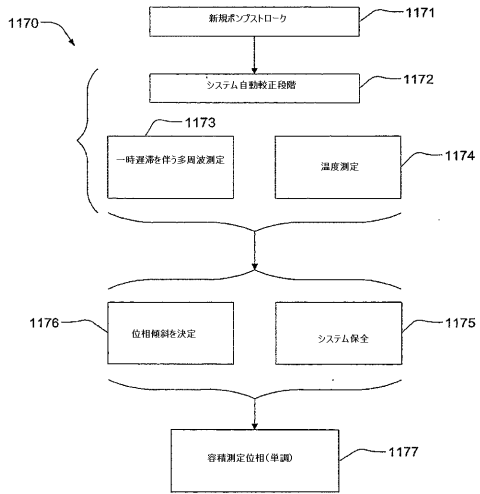 新規ポンプストローク
1171
1170
システム自動較正段階
1172
1173
一時遅滞を伴う多周波測定
温度測定
1174
1176
位相傾斜を決定
システム保全
1175
容積測定位相(単調)
1177